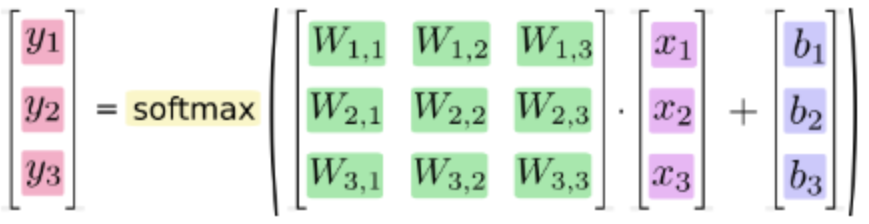 y1 W1,1 W1,2 W1,3 x1 b1
y2 = softmax W2,1 W2,2 W2,3 · x2 + b2
y3 W3,1 W3,2 W3,3 x3 b3